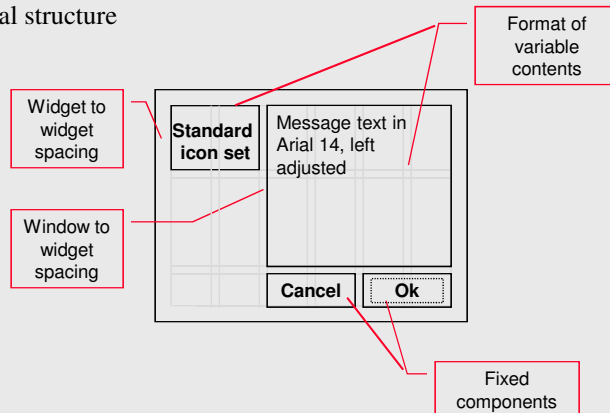 al structure
Format of
variable
contents
Widget to
widget
spacing
Standard
icon set
Message text in
Arial 14, left
adjusted
Window to
widget
spacing
Cancel
Ok
Fixed
components